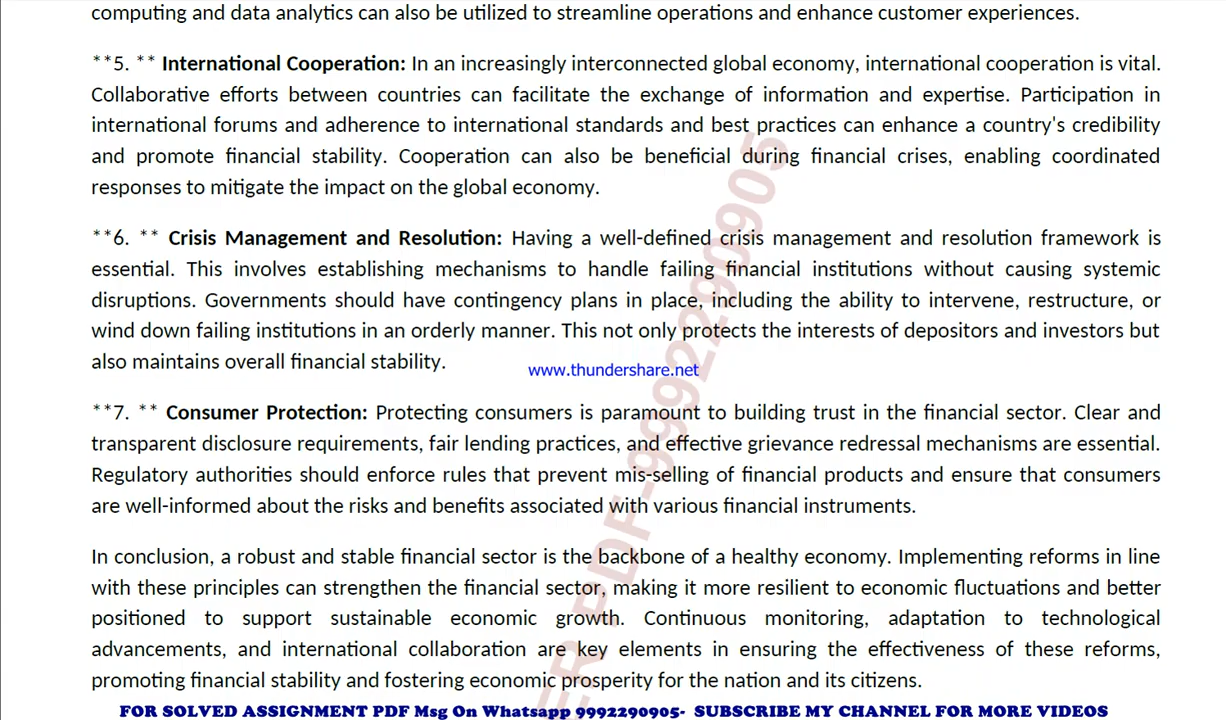 computing and data analytics can also be utilized to streamline operations and enhance customer experiences.
**5. ** International Cooperation: In an increasingly interconnected global economy, international cooperation is vital.
Collaborative efforts between countries can facilitate the exchange of information and expertise. Participation in
international forums and adherence to international standards and best practices can enhance a country's credibility
and promote financial stability. Cooperation can also be beneficial during financial crises, enabling coordinated
responses to mitigate the impact on the global economy.
**6. ** Crisis Management and Resolution: Having a well-defined crisis management and resolution framework is
essential. This involves establishing mechanisms to handle failing financial institutions without causing systemic
disruptions. Governments should have contingency plans in place, including the ability to intervene, restructure, or
wind down failing institutions in an orderly manner. This not only protects the interests of depositors and investors but
also maintains overall financial stability.
www.thundershare.net
**7. ** Consumer Protection: Protecting consumers is paramount to building trust in the financial sector. Clear and
transparent disclosure requirements, fair lending practices, and effective grievance redressal mechanisms are essential.
Regulatory authorities should enforce rules that prevent mis-selling of financial products and ensure that consumers
are well-informed about the risks and benefits associated with various financial instruments.
In conclusion, a robust and stable financial sector is the backbone of a healthy economy. Implementing reforms in line
with these principles can strengthen the financial sector, making it more resilient to economic fluctuations and better
positioned to support sustainable economic growth. Continuous monitoring, adaptation to technological
advancements, and international collaboration are key elements in ensuring the effectiveness of these reforms,
promoting financial stability and fostering economic prosperity for the nation and its citizens.
ER PDF-9992290905
FOR SOLVED ASSIGNMENT PDF Msg On Whatsapp 9992290905- SUBSCRIBE MY CHANNEL FOR MORE VIDEOS